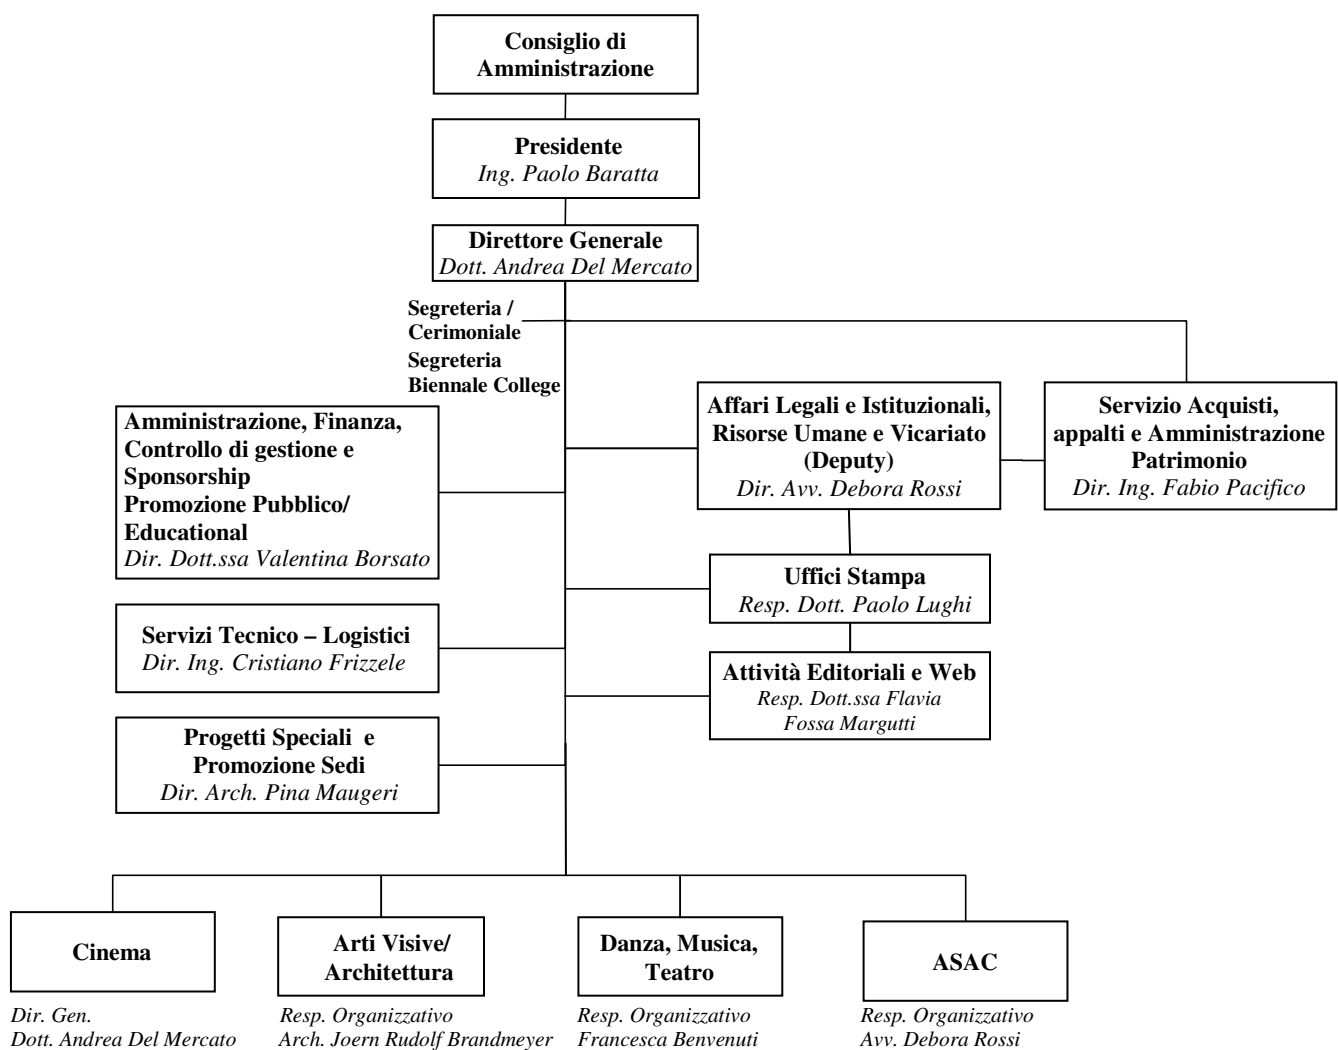 Consiglio di
Amministrazione
Presidente
Ing. Paolo Baratta
Direttore Generale
Dott. Andrea Del Mercato
Segreteria /
Cerimoniale
Segreteria
Biennale College
Amministrazione, Finanza,
Controllo di gestione e
Sponsorship
Promozione Pubblico/
Educational
Dir. Dott.ssa Valentina Borsato
Affari Legali e Istituzionali,
Risorse Umane e Vicariato
(Deputy)
Dir. Avv. Debora Rossi
Servizio Acquisti,
appalti e Amministrazione
Patrimonio
Dir. Ing. Fabio Pacifico
Uffici Stampa
Resp. Dott. Paolo Lughi
Servizi Tecnico – Logistici
Dir. Ing. Cristiano Frizzele
Attività Editoriali e Web
Resp. Dott.ssa Flavia
Fossa Margutti
Progetti Speciali e
Promozione Sedi
Dir. Arch. Pina Maugeri
Cinema
Dir. Gen.
Dott. Andrea Del Mercato
Arti Visive/
Architettura
Resp. Organizzativo
Arch. Joern Rudolf Brandmeyer
Danza, Musica,
Teatro
Resp. Organizzativo
Francesca Benvenuti
ASAC
Resp. Organizzativo
Avv. Debora Rossi